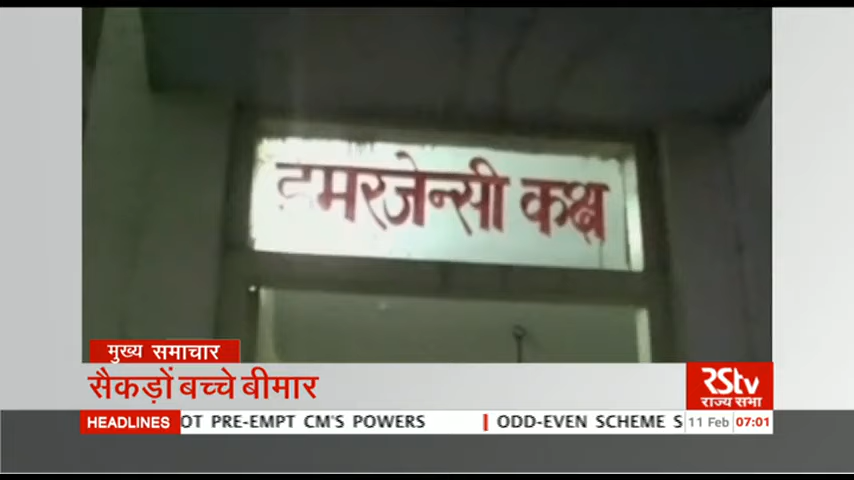 इमरजेन्सी कक्ष
मुख्य समाचार
सैकड़ों बच्चे बीमार
RSTV
राज्य सभा
HEADLINES OT PRE-EMPT CM'S POWERS | ODD-EVEN SCHEME S 11 Feb 07:01